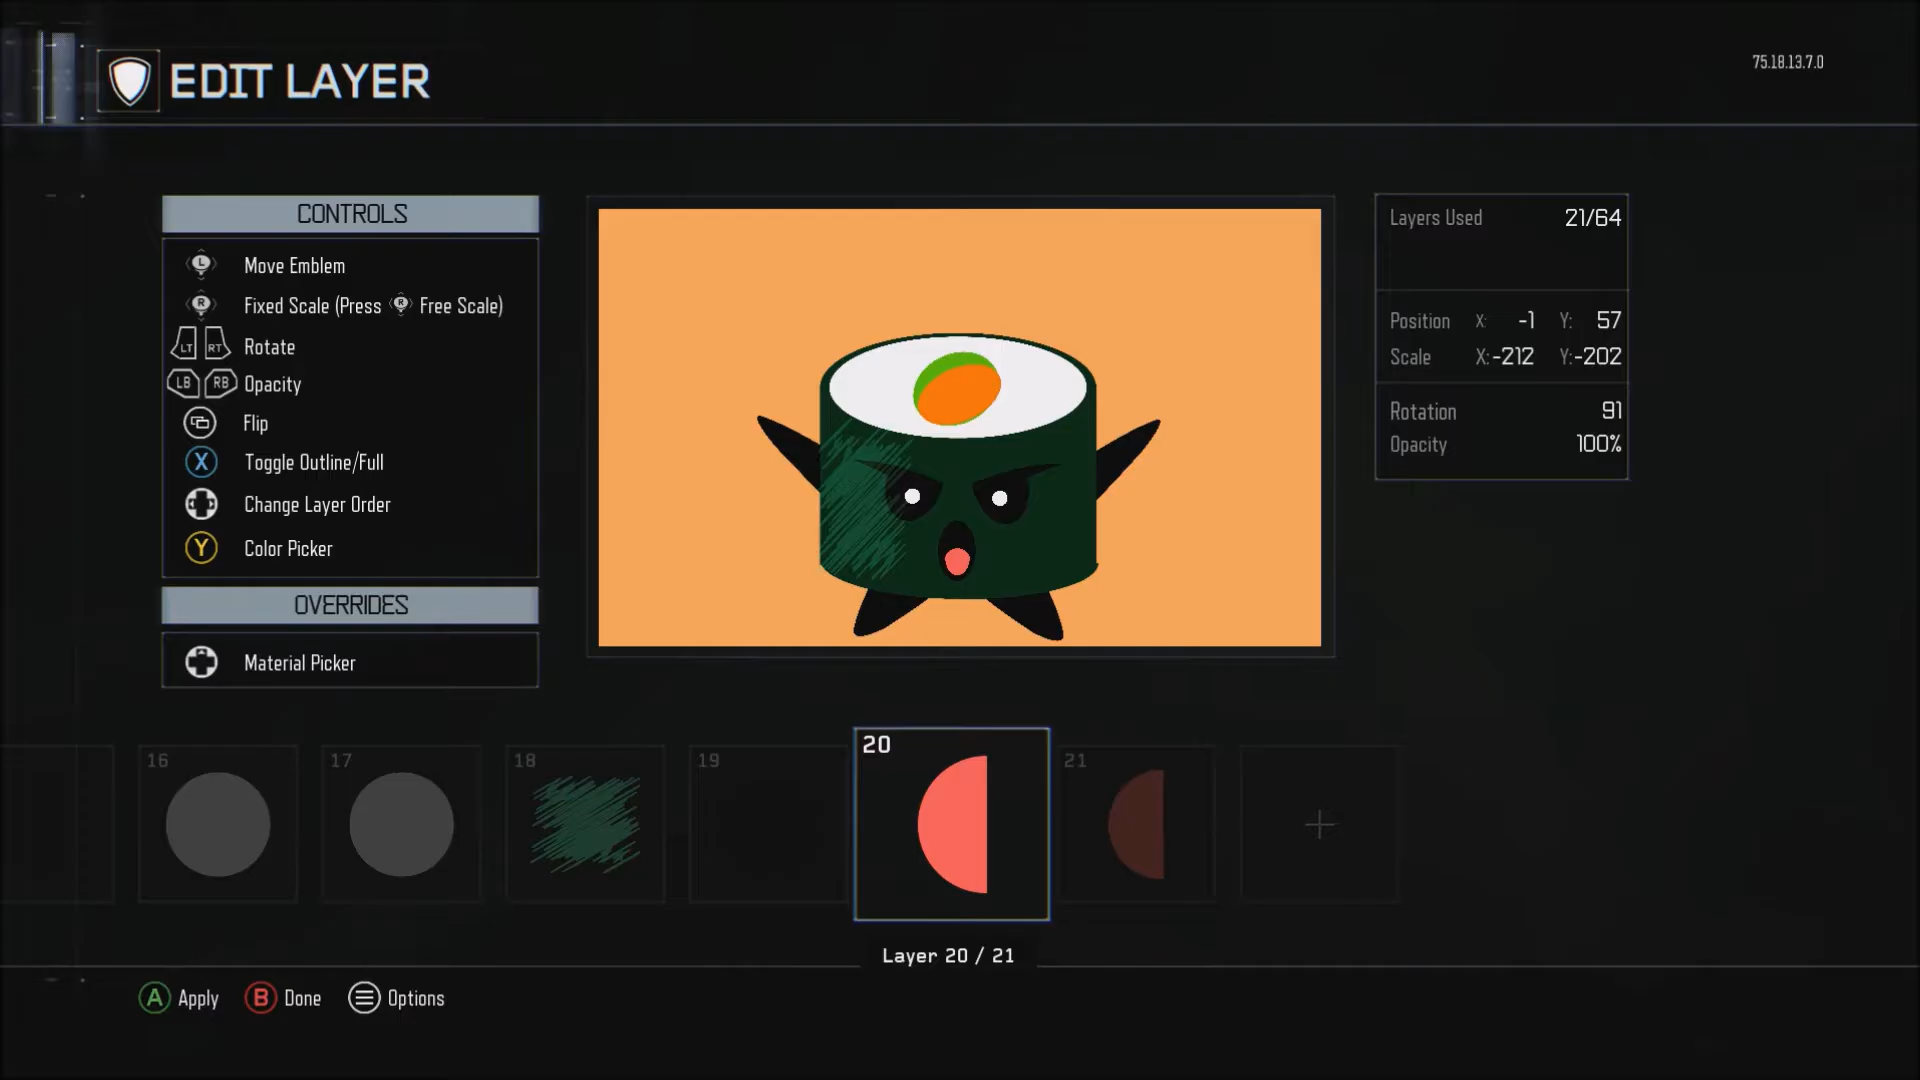 EDIT LAYER
75.18.13.7.0
CONTROLS
L Move Emblem
R Fixed Scale (Press R Free Scale)
LT RT Rotate
LB RB Opacity
Flip
X Toggle Outline/Full
Change Layer Order
Y Color Picker
OVERRIDES
Material Picker
Layers Used 21/64
Position X: -1 Y: 57
Scale X:-212 Y:-202
Rotation 91
Opacity 100%
16 17 18 19 20 21
Layer 20 / 21
A Apply B Done Options